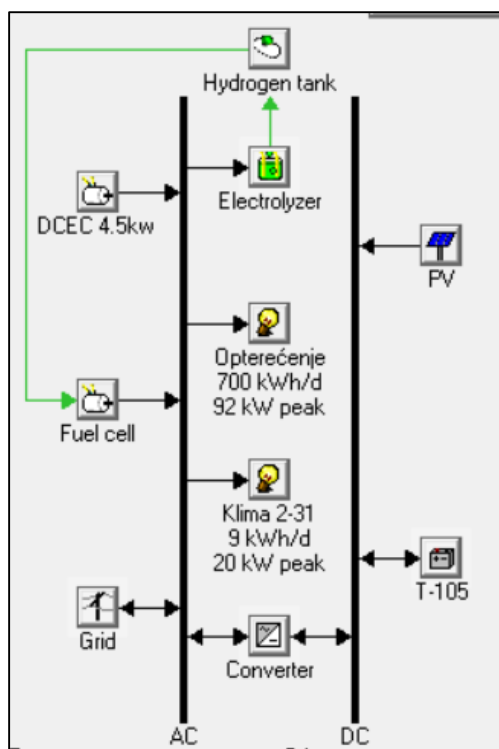 Hydrogen tank
Electrolyzer
DCEC 4.5kw
PV
Opterećenje
700 kWh/d
92 kW peak
Fuel cell
Klima 2-31
9 kWh/d
20 kW peak
T-105
Grid
Converter
AC
DC